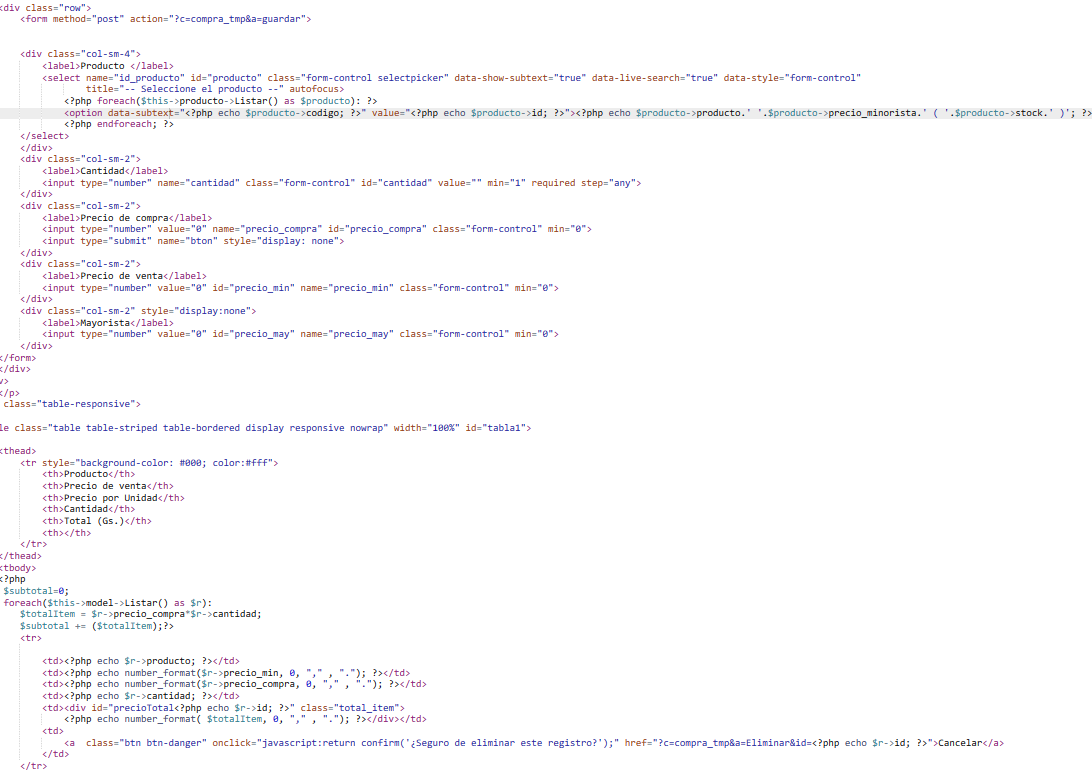 <div class="row">
<form method="post" action="?c=compra_tmp&a=guardar">
<div class="col-sm-4">
<label>Producto </label>
<select name="id_producto" id="producto" class="form-control selectpicker" data-show-subtext="true" data-live-search="true" data-style="form-control"
title="-- Seleccione el producto --" autofocus>
<?php foreach($this->producto->Listar() as $producto): ?>
<option data-subtext="<?php echo $producto->codigo; ?>" value="<?php echo $producto->id; ?>"><?php echo $producto->producto.' '.$producto->precio_minorista.' ( '.$producto->stock.' )'; ?>
<?php endforeach; ?>
</select>
</div>
<div class="col-sm-2">
<label>Cantidad</label>
<input type="number" name="cantidad" class="form-control" id="cantidad" value="" min="1" required step="any">
</div>
<div class="col-sm-2">
<label>Precio de compra</label>
<input type="number" value="0" name="precio_compra" id="precio_compra" class="form-control" min="0">
<input type="submit" name="bton" style="display: none">
</div>
<div class="col-sm-2">
<label>Precio de venta</label>
<input type="number" value="0" id="precio_min" name="precio_min" class="form-control" min="0">
</div>
<div class="col-sm-2" style="display:none">
<label>Mayorista</label>
<input type="number" value="0" id="precio_may" name="precio_may" class="form-control" min="0">
</div>
</form>
</div>
v>
</p>
class="table-responsive">
le class="table table-striped table-bordered display responsive nowrap" width="100%" id="tabla1">
<thead>
<tr style="background-color: #000; color:#fff">
<th>Producto</th>
<th>Precio de venta</th>
<th>Precio por Unidad</th>
<th>Cantidad</th>
<th>Total (Gs.)</th>
<th></th>
</tr>
</thead>
<tbody>
<?php
$subtotal=0;
foreach($this->model->Listar() as $r):
$totalItem = $r->precio_compra*$r->cantidad;
$subtotal += ($totalItem);?>
<tr>
<td><?php echo $r->producto; ?></td>
<td><?php echo number_format($r->precio_min, 0, "," , "."); ?></td>
<td><?php echo number_format($r->precio_compra, 0, "," , "."); ?></td>
<td><?php echo $r->cantidad; ?></td>
<td><div id="precioTotal<?php echo $r->id; ?>" class="total_item">
<?php echo number_format( $totalItem, 0, "," , "."); ?></div></td>
<td>
<a  class="btn btn-danger" onclick="javascript:return confirm('¿Seguro de eliminar este registro?');" href="?c=compra_tmp&a=Eliminar&id=<?php echo $r->id; ?>">Cancelar</a>
</td>
</tr>